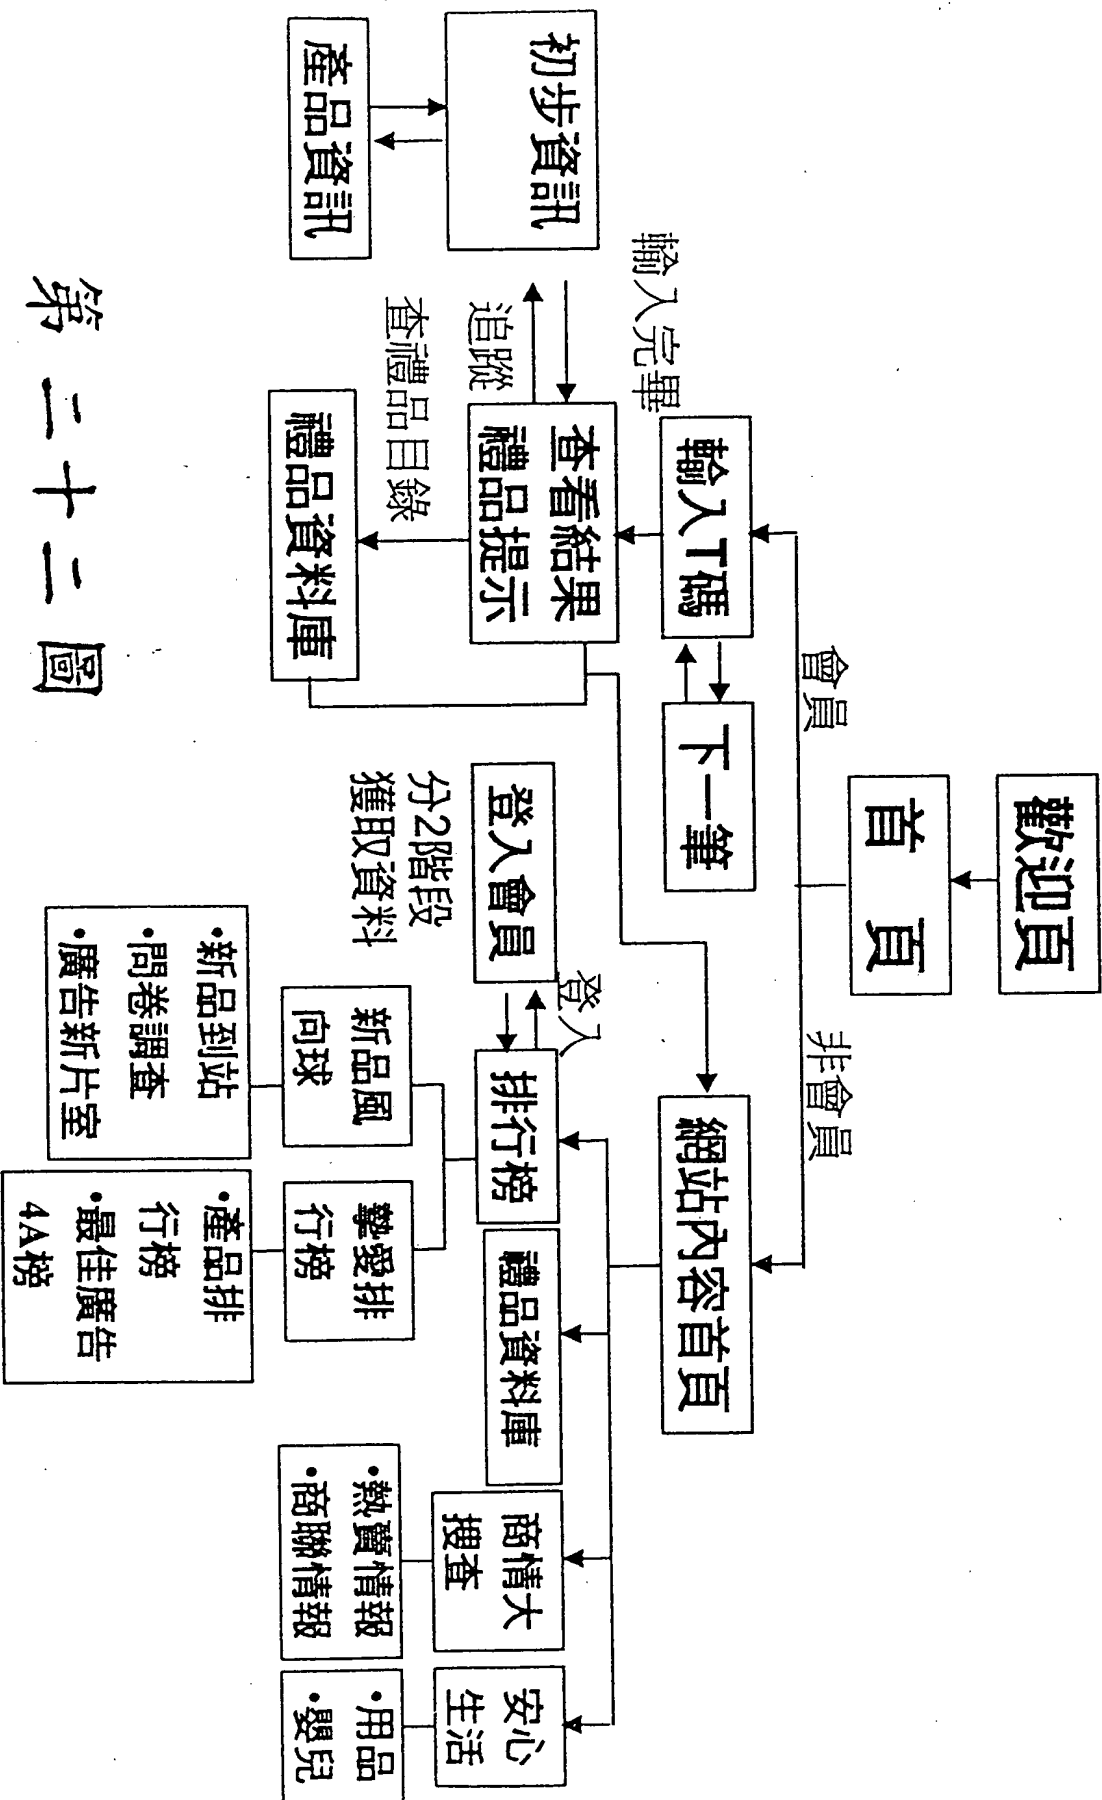 歡迎頁
首頁
會員
非會員
輸入T碼
下一筆
網站內容首頁
輸入完畢
初步資訊
追蹤
查看結果
禮品提示
登入會員
登入
排行榜
禮品資料庫
商情大
搜查
安心
生活
產品資訊
查禮品目錄
禮品資料庫
分2階段
獲取資料
新品風
向球
摯愛排
行榜
•熱賣情報
•商聯情報
•用品
•嬰兒
•新品到站
•問卷調查
•廣告新片室
•產品排
行榜
•最佳廣告
4A榜
第二十二圖